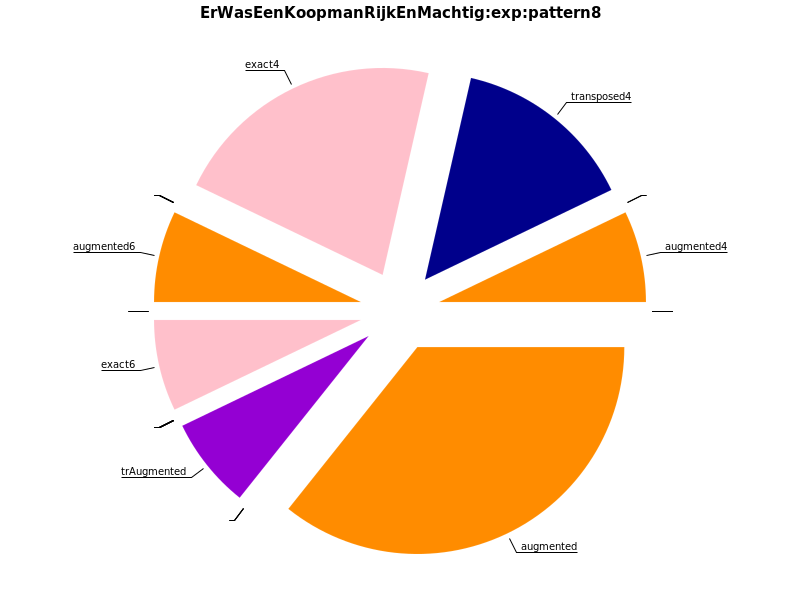 ErWasEenKoopmanRijkEnMachtig:exp:pattern8
exact4
transposed4
augmented6
augmented4
exact6
trAugmented
augmented